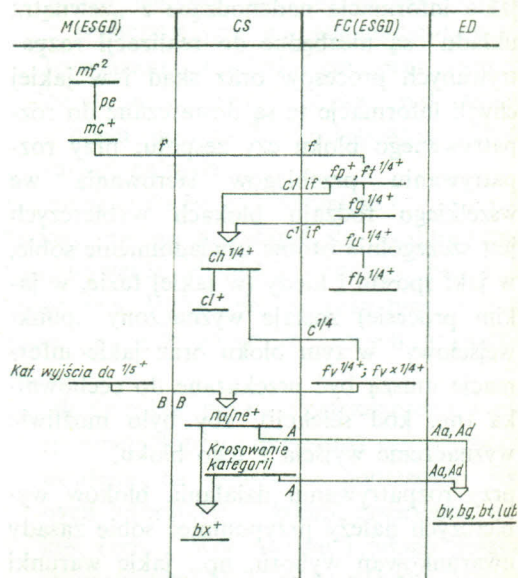 M(ESGD) CS FC(ESGD) ED
mf²
pe
mc⁺
f
fp⁺, ft¹/⁴⁺
c1 if
fg¹/⁴⁺
c¹ if
fu¹/⁴⁺
ch¹/⁴⁺
fh¹/⁴⁺
cl⁺
c¹/⁴
Kat. wyjścia da ¹/s⁺
fv¹/⁴⁺; fv x¹/⁴⁺
B B
na/ne⁺
A Aa, Ad
Krosowanie
kategorii
A Aa, Ad
bx⁺
bv, bg, bt, lub